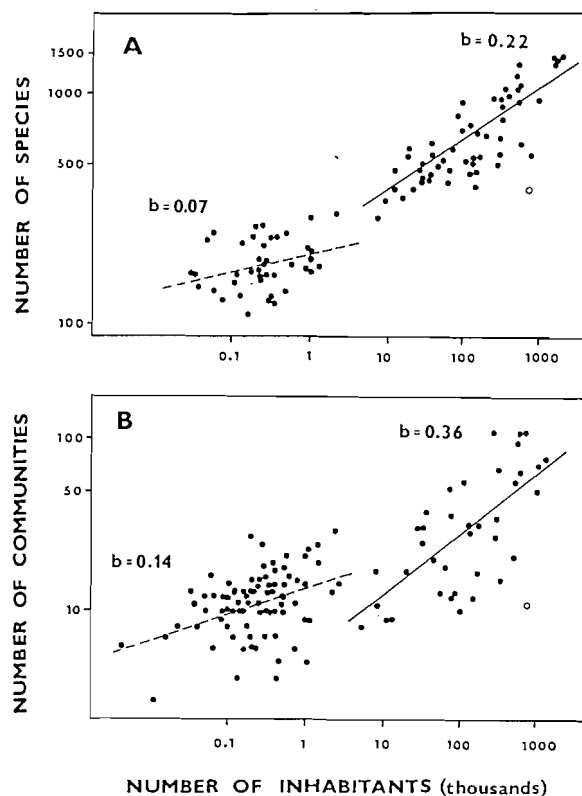 A
b=0.22
1500
1000
500
100
b=0.07
NUMBER OF SPECIES
0.1
1
10
100
1000
B
b=0.36
100
50
10
b=0.14
NUMBER OF COMMUNITIES
0.1
1
10
100
1000
NUMBER OF INHABITANTS (thousands)